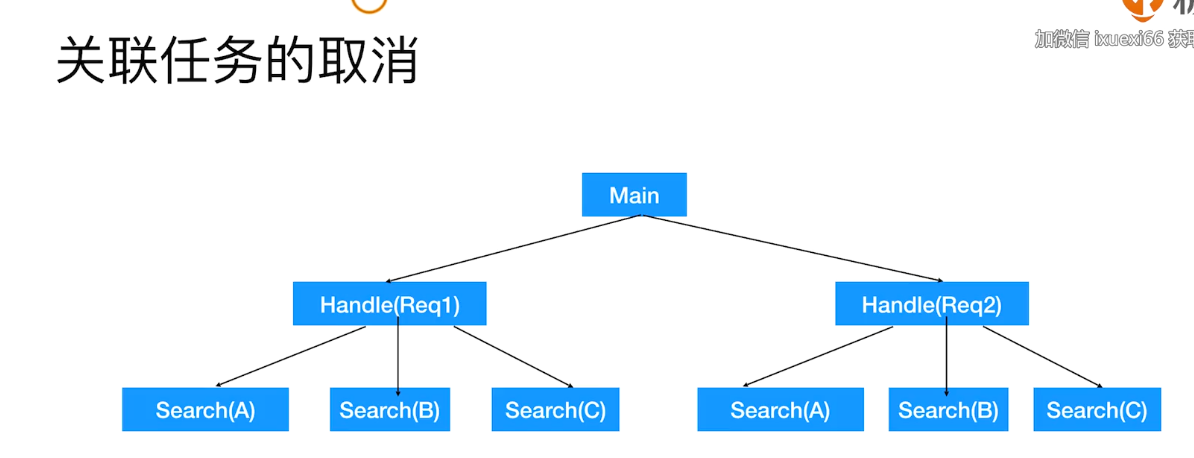 加微信 ixuexi66 获
关联任务的取消
Main
Handle(Req1)
Handle(Req2)
Search(A)
Search(B)
Search(C)
Search(A)
Search(B)
Search(C)